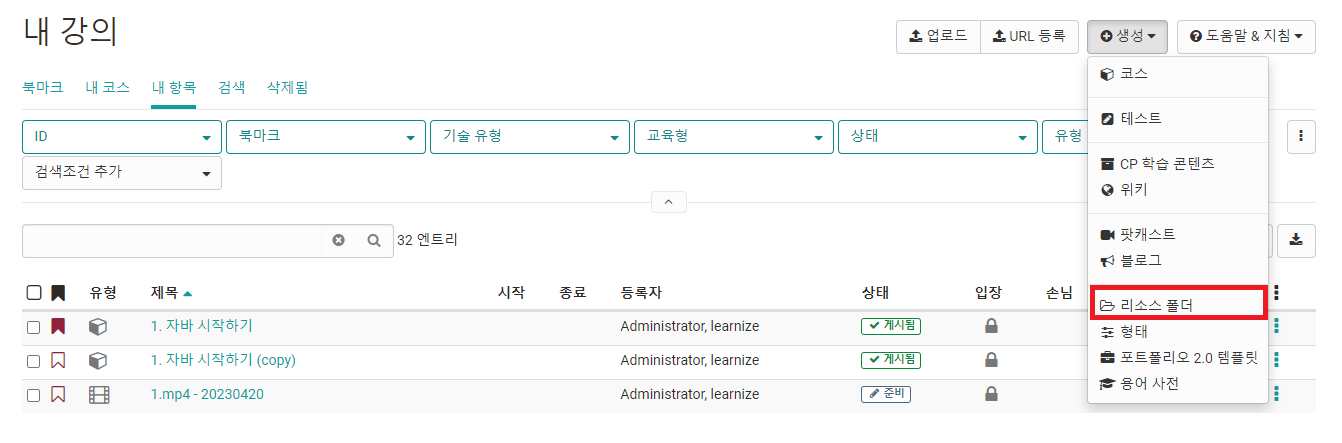 내 강의
업로드 URL 등록 생성 도움말 & 지침
북마크 내 코스 내 항목 검색 삭제됨
ID 북마크 기술 유형 교육형 상태 유형
검색조건 추가
32 엔트리
유형 제목 시작 종료 등록자 상태 입장 손님
1. 자바 시작하기 Administrator, learnize 게시됨
1. 자바 시작하기 (copy) Administrator, learnize 게시됨
1.mp4 - 20230420 Administrator, learnize 준비
코스
테스트
CP 학습 콘텐츠
위키
팟캐스트
블로그
리소스 폴더
형태
포트폴리오 2.0 템플릿
용어 사전